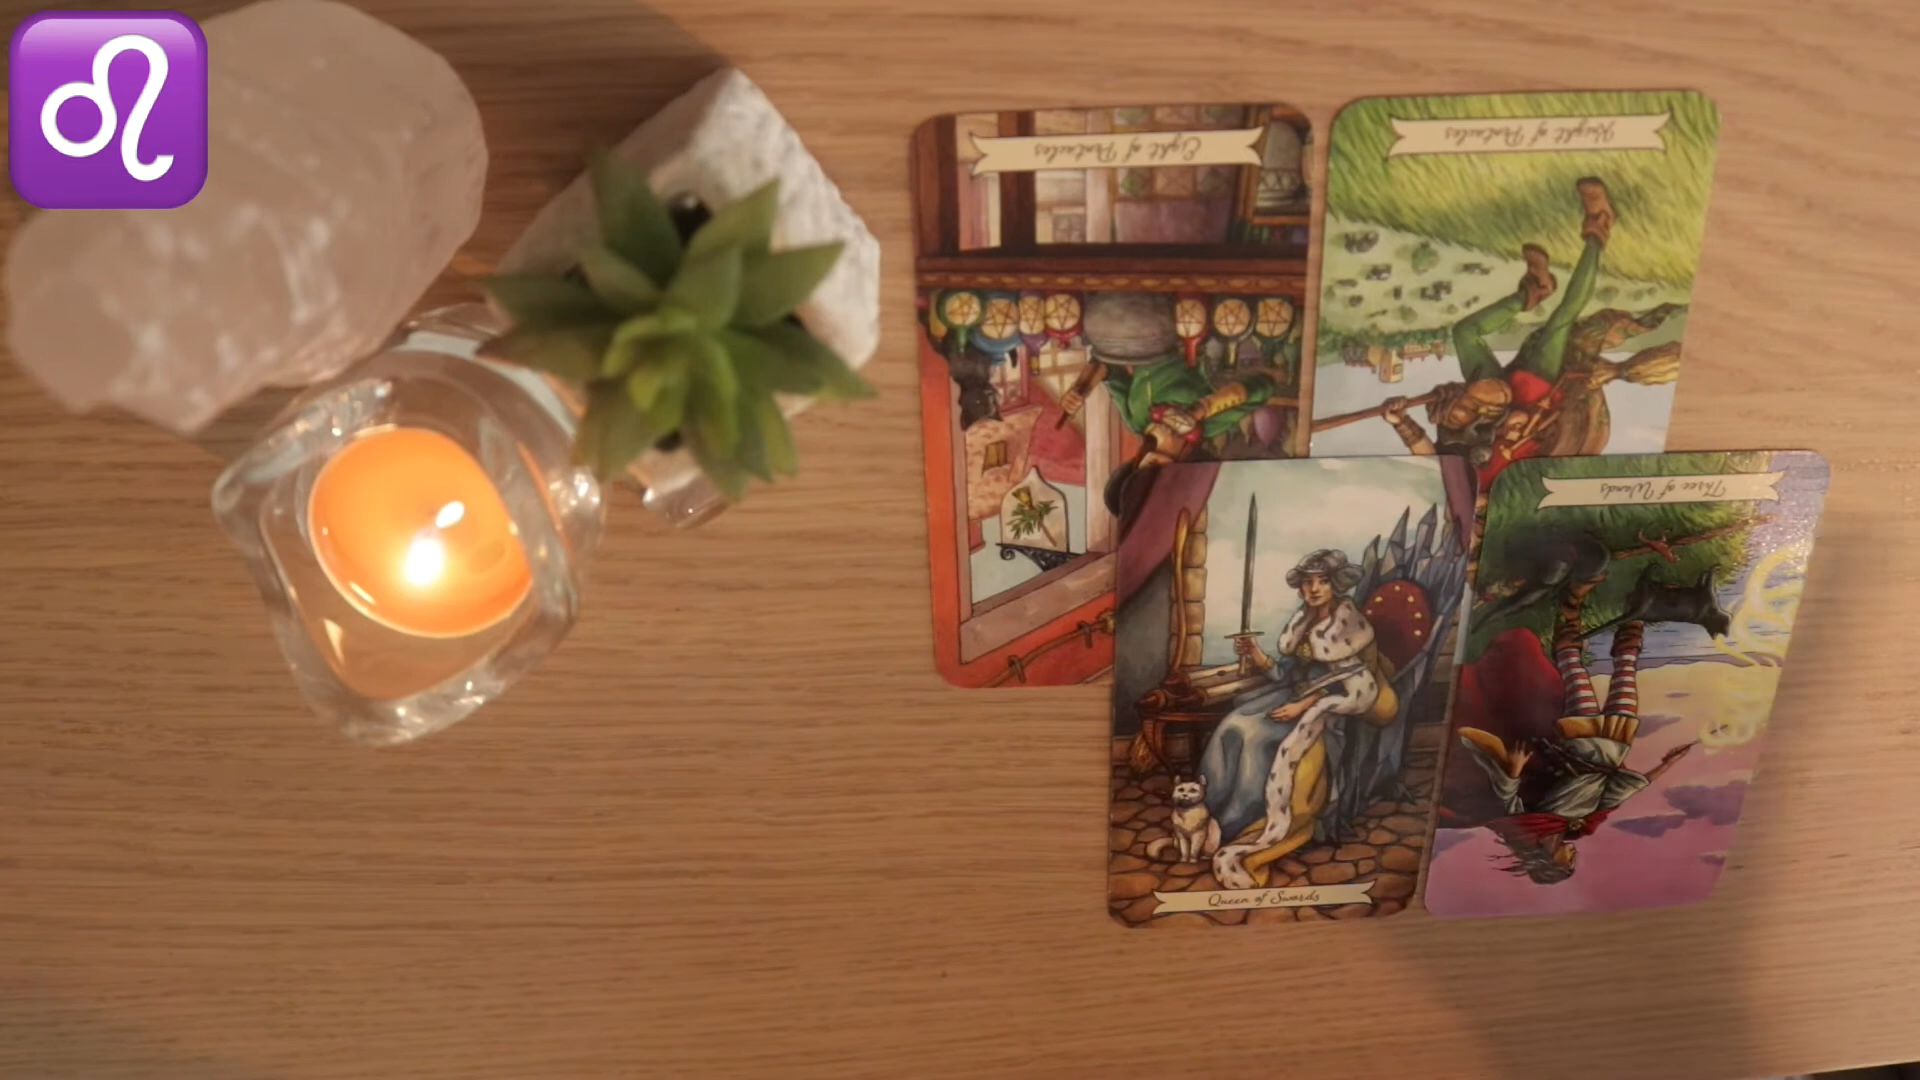 Eight of Pentacles
Knight of Pentacles
Three of Wands
Queen of Swords